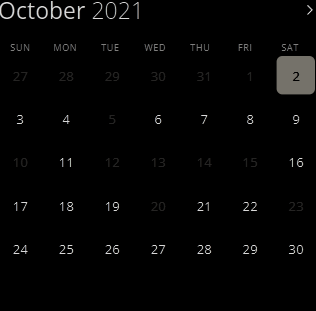 October 2021
SUN MON TUE WED THU FRI SAT
27 28 29 30 31 1 2
3 4 5 6 7 8 9
10 11 12 13 14 15 16
17 18 19 20 21 22 23
24 25 26 27 28 29 30